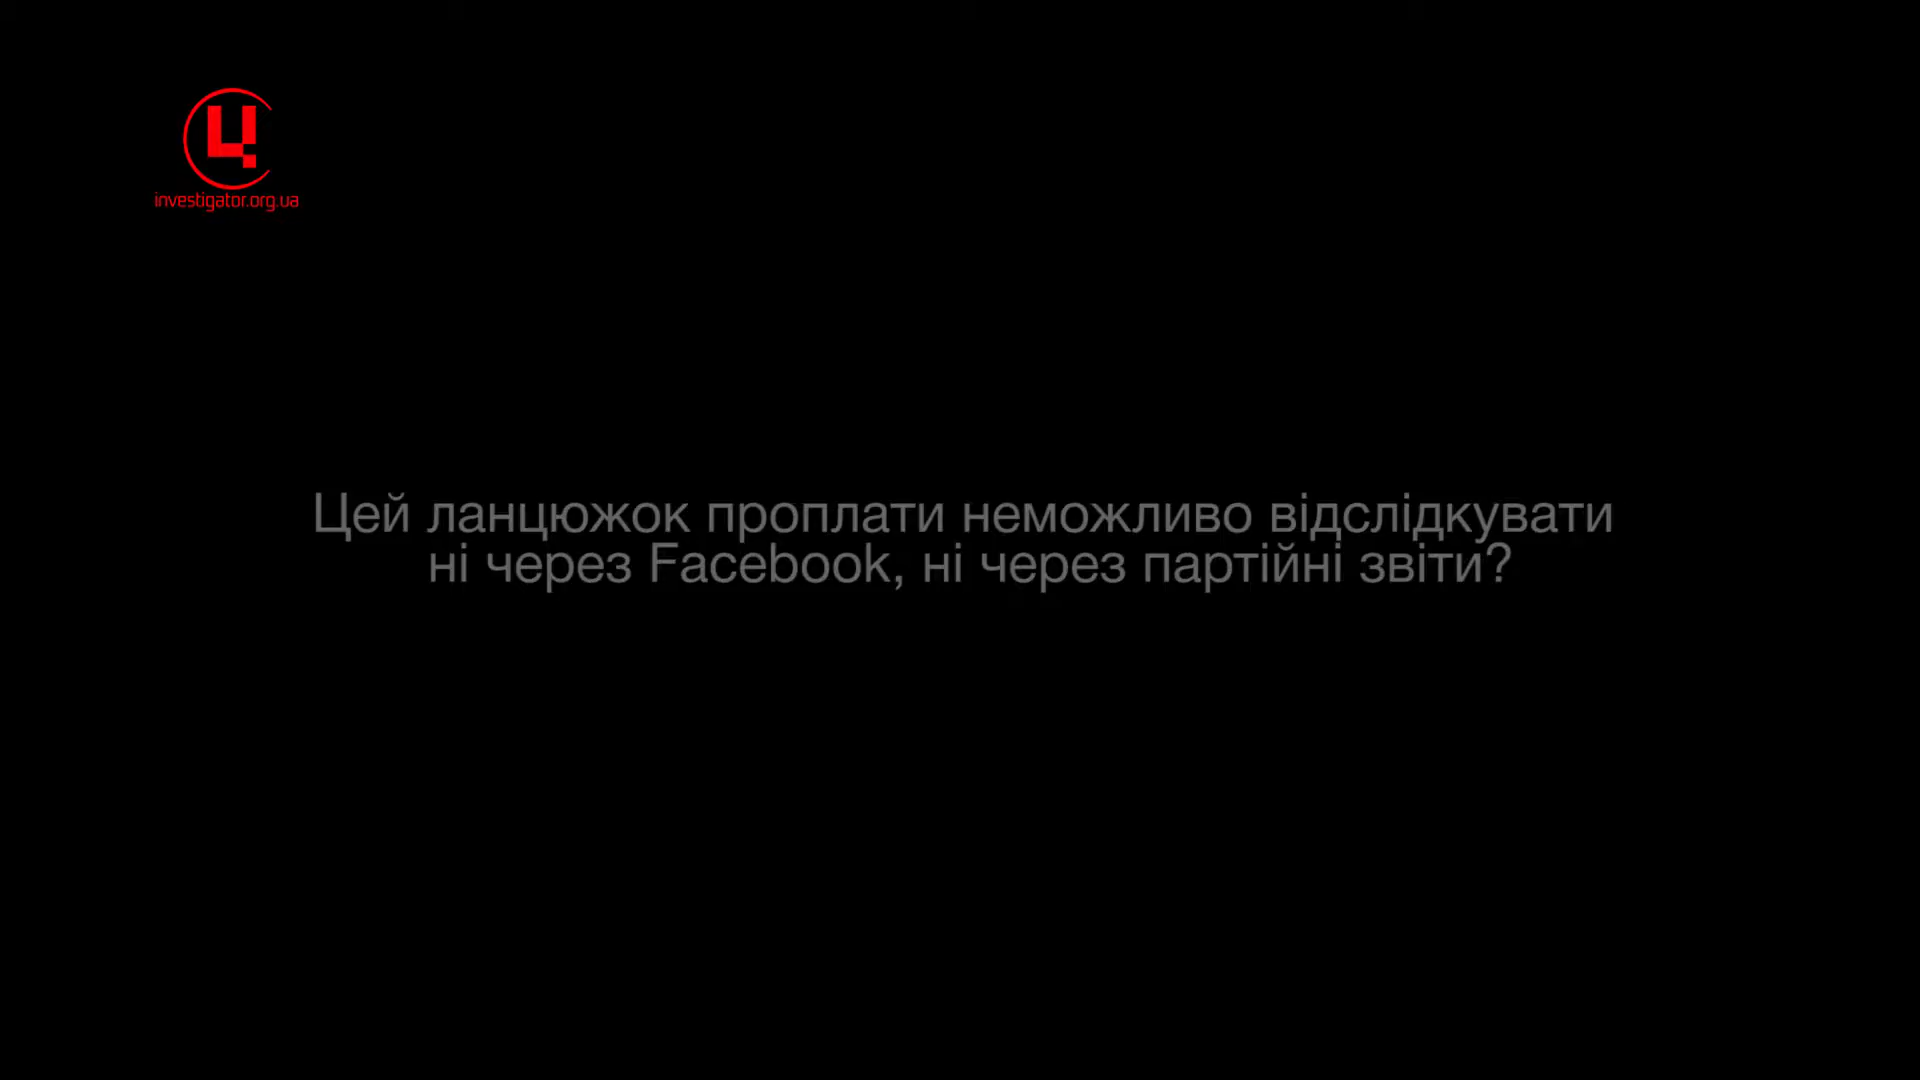 Ц
investigator.org.ua
Цей ланцюжок проплати неможливо відслідкувати
ні через Facebook, ні через партійні звіти?